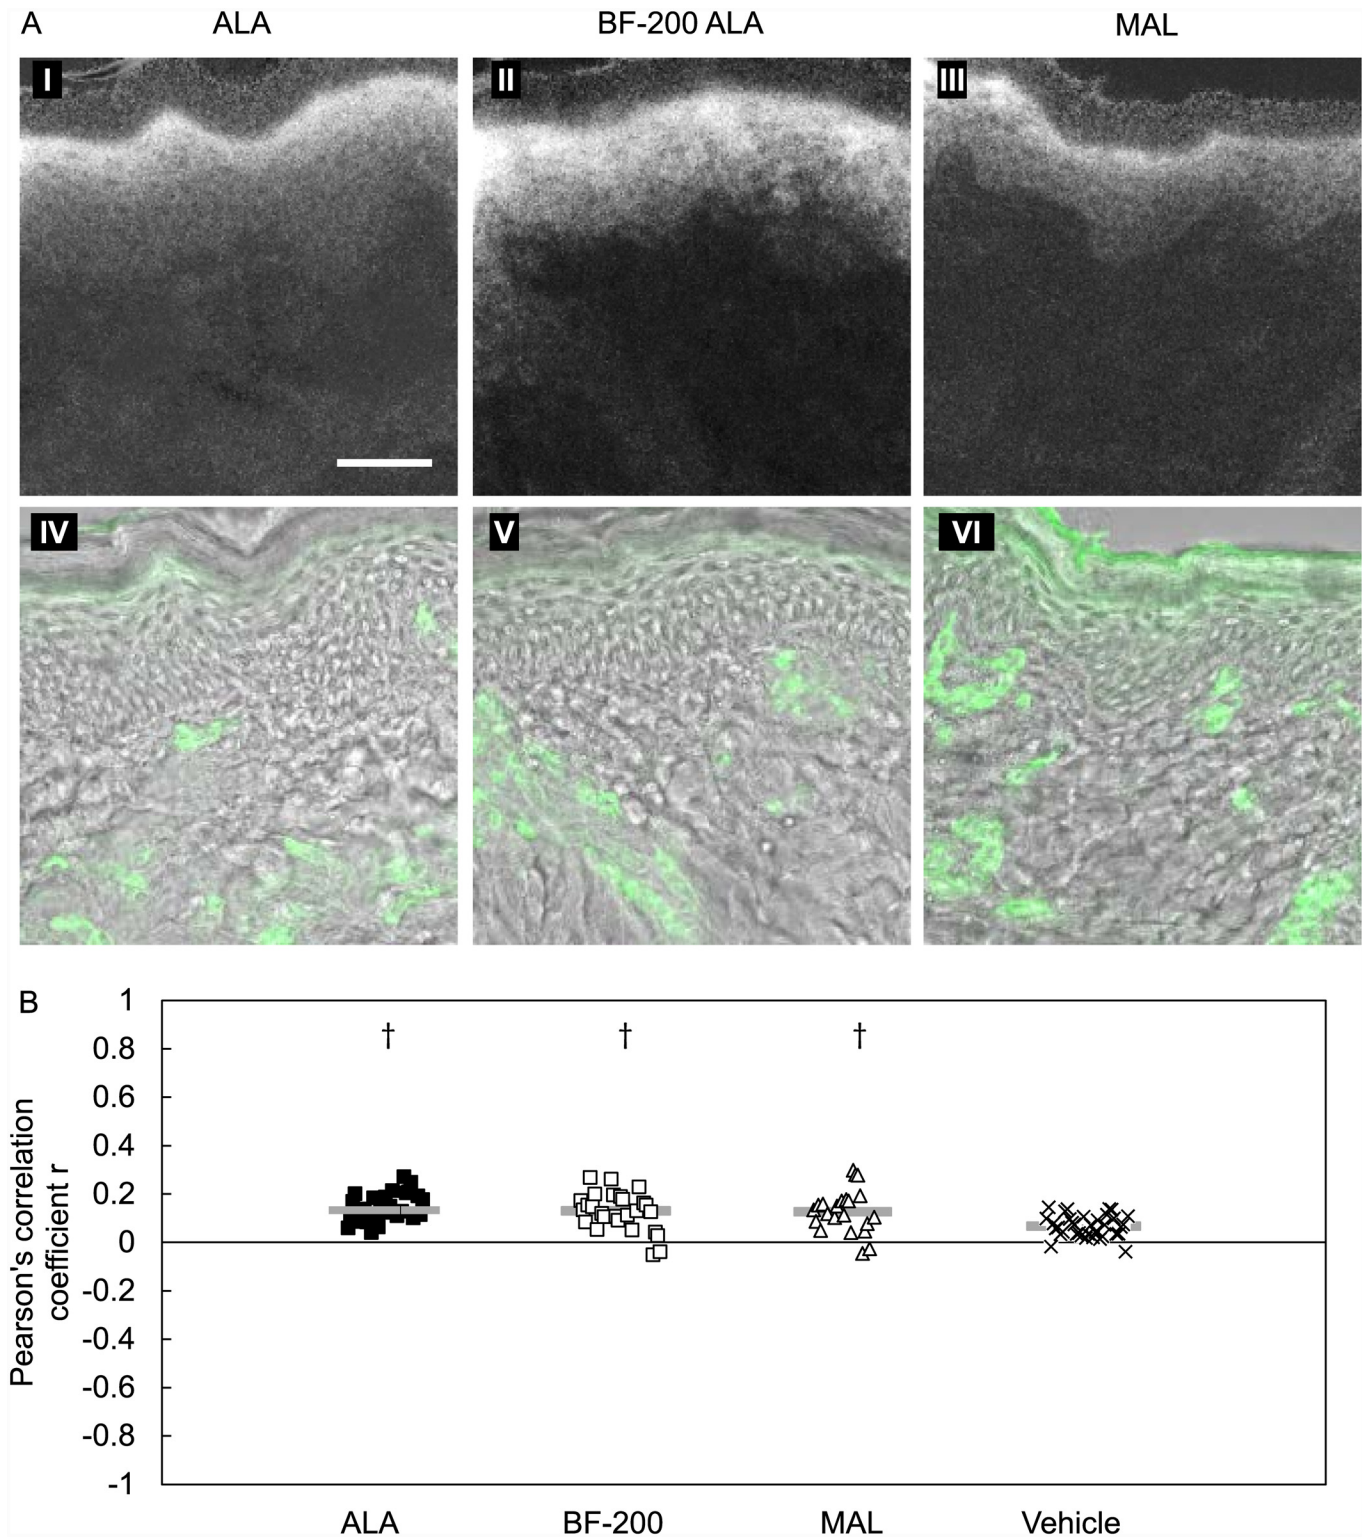 A ALA BF-200 ALA MAL
I II III
IV V VI
B
1
† † †
0.8
0.6
0.4
0.2
0
-0.2
-0.4
-0.6
-0.8
-1
Pearson's correlation
coefficient r
ALA BF-200 MAL Vehicle